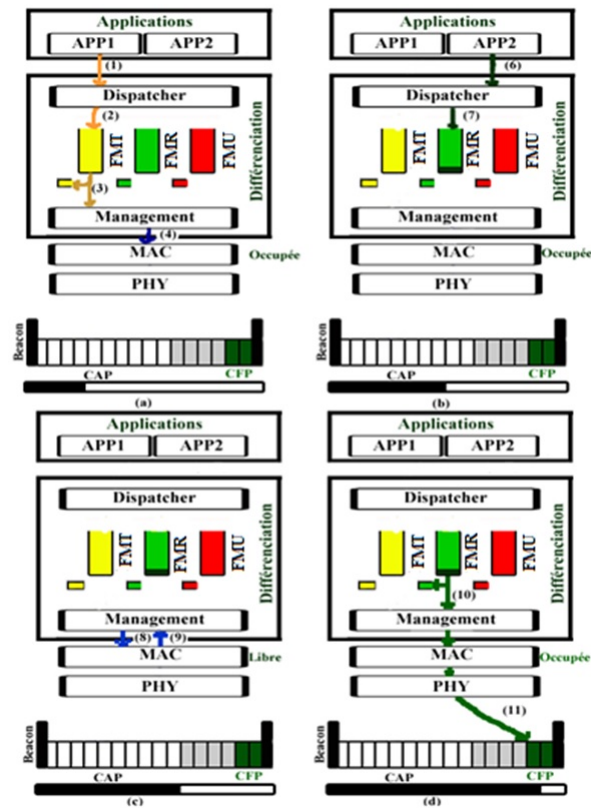 Applications
APP1 APP2
(1)
Dispatcher
(2)
FMT FMR FMU
Différenciation
(3)
Management
(4)
MAC Occupée
PHY
Beacon
CAP CFP
(a)
Applications
APP1 APP2
(6)
Dispatcher
(7)
FMT FMR FMU
Différenciation
Management
MAC Occupée
PHY
Beacon
CAP CFP
(b)
Applications
APP1 APP2
Dispatcher
FMT FMR FMU
Différenciation
Management
(8) (9)
MAC Libre
PHY
Beacon
CAP CFP
(c)
Applications
APP1 APP2
Dispatcher
FMT FMR FMU
Différenciation
(10)
Management
MAC Occupée
PHY
(11)
Beacon
CAP CFP
(d)